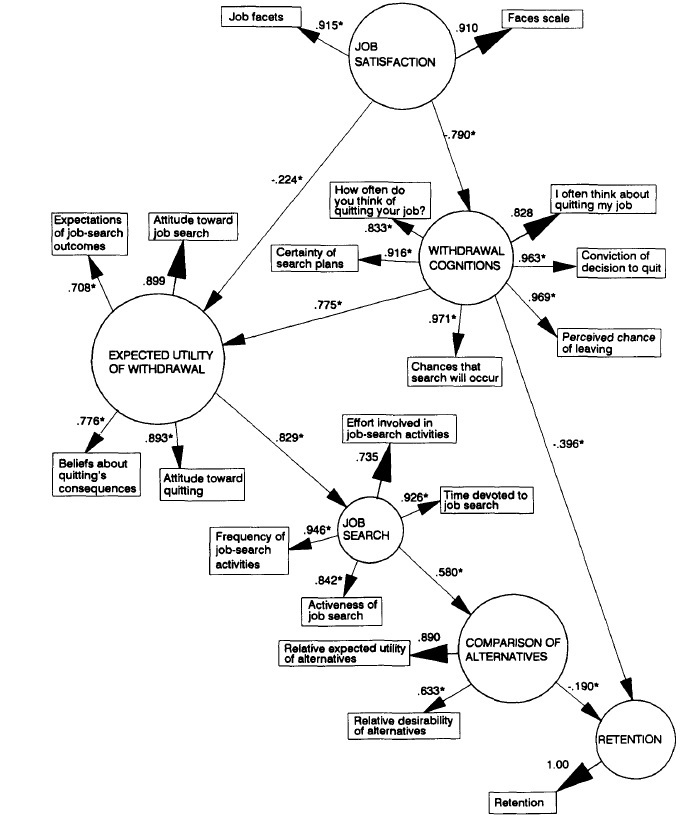 Job facets
.915*
.910
Faces scale
JOB
SATISFACTION
-.790*
-.224*
How often do
you think of
quitting your job?
.833*
I often think about
quitting my job
.828
Expectations
of job-search
outcomes
Attitude toward
job search
Certainty of
search plans
.916*
WITHDRAWAL
COGNITIONS
.963*
Conviction of
decision to quit
.708*
.899
.775*
.971*
.969*
Perceived chance
of leaving
EXPECTED UTILITY
OF WITHDRAWAL
Chances that
search will occur
.776*
.893*
.829*
Effort involved in
job-search activities
.735
-.396*
Beliefs about
quitting's
consequences
Attitude toward
quitting
.926*
Time devoted to
job search
Frequency of
job-search
activities
.946*
JOB
SEARCH
.842*
.580*
Activeness of
job search
.890
Relative expected utility
of alternatives
COMPARISON OF
ALTERNATIVES
.633*
-.190*
Relative desirability
of alternatives
RETENTION
1.00
Retention